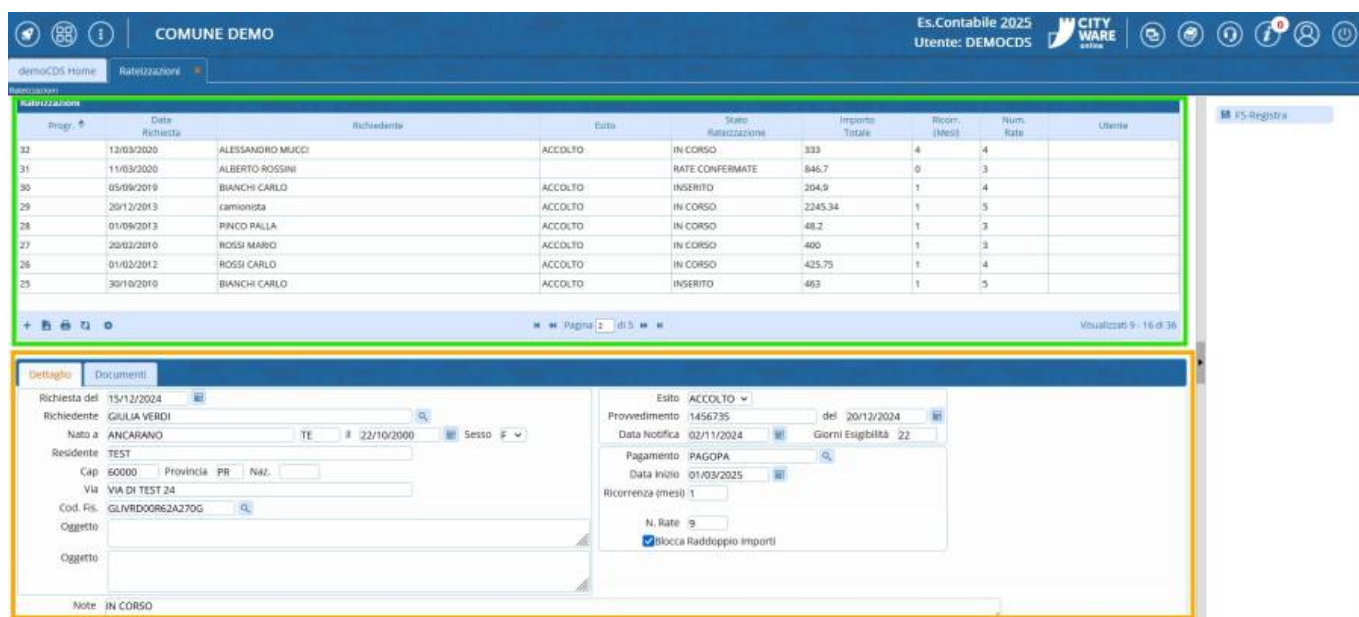 COMUNE DEMO
Es.Contabile 2025
Utente: DEMOCDS
CITY
WARE
online
0
demoCDS Home Rateizzazioni
Rateizzazioni
Rateizzazioni
Progr. Data Richiesta Richiedente Esito Stato Rateizzazione Importo Totale Ricorr. (Mesi) Num. Rate Utente
32 12/03/2020 ALESSANDRO MUCCI ACCOLTO IN CORSO 333 4 4
31 11/03/2020 ALBERTO ROSSINI RATE CONFERMATE 846.7 0 3
30 05/09/2019 BIANCHI CARLO ACCOLTO INSERITO 204,9 1 4
29 20/12/2013 camionista ACCOLTO IN CORSO 2245.34 1 5
28 01/09/2013 PINCO PALLA ACCOLTO IN CORSO 48.2 1 3
27 20/02/2010 ROSSI MARIO ACCOLTO IN CORSO 400 1 3
26 01/02/2012 ROSSI CARLO ACCOLTO IN CORSO 425.75 1 4
25 30/10/2010 BIANCHI CARLO ACCOLTO INSERITO 463 1 5
Pagina 2 di 5 Visualizzati 9 - 16 di 36
F5-Registra
Dettaglio Documenti
Richiesta del 15/12/2024
Richiedente GIULIA VERDI
Nato a ANCARANO TE il 22/10/2000 Sesso F
Residente TEST
Cap 60000 Provincia PR Naz.
Via VIA DI TEST 24
Cod. Fis. GLIVRD00R62A270G
Oggetto
Oggetto
Note IN CORSO
Esito ACCOLTO
Provvedimento 1456735 del 20/12/2024
Data Notifica 02/11/2024 Giorni Esigibilità 22
Pagamento PAGOPA
Data Inizio 01/03/2025
Ricorrenza (mesi) 1
N. Rate 9
Blocca Raddoppio Importi